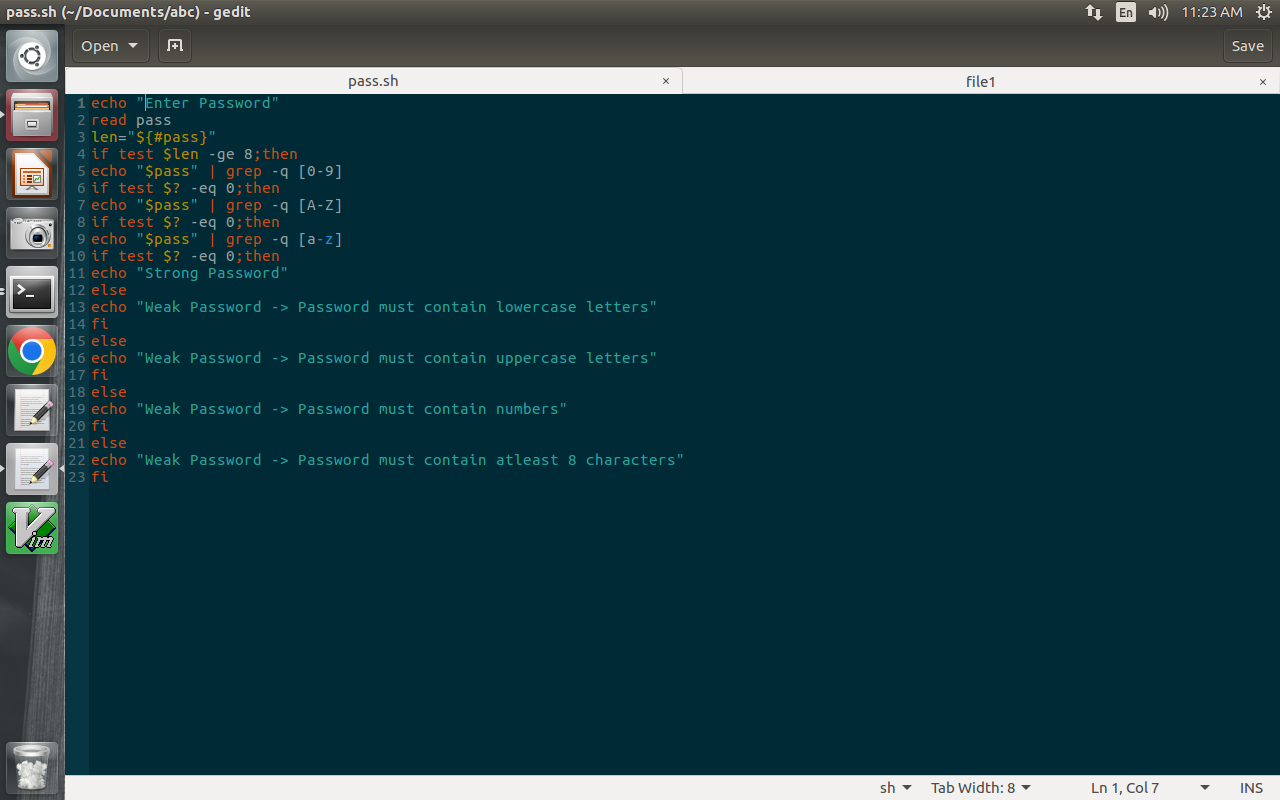 pass.sh (~/Documents/abc) - gedit
En
11:23 AM
Open
Save
pass.sh ×
file1 ×
1 echo "Enter Password"
2 read pass
3 len="${#pass}"
4 if test $len -ge 8;then
5 echo "$pass" | grep -q [0-9]
6 if test $? -eq 0;then
7 echo "$pass" | grep -q [A-Z]
8 if test $? -eq 0;then
9 echo "$pass" | grep -q [a-z]
10 if test $? -eq 0;then
11 echo "Strong Password"
12 else
13 echo "Weak Password -> Password must contain lowercase letters"
14 fi
15 else
16 echo "Weak Password -> Password must contain uppercase letters"
17 fi
18 else
19 echo "Weak Password -> Password must contain numbers"
20 fi
21 else
22 echo "Weak Password -> Password must contain atleast 8 characters"
23 fi
>_
Vim
sh
Tab Width: 8
Ln 1, Col 7
INS